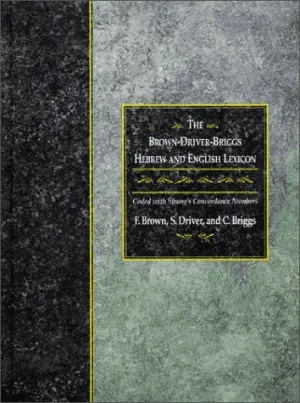 The
Brown-Driver-Briggs
Hebrew and English Lexicon
Coded with Strong's Concordance Numbers
F. Brown, S. Driver, and C. Briggs